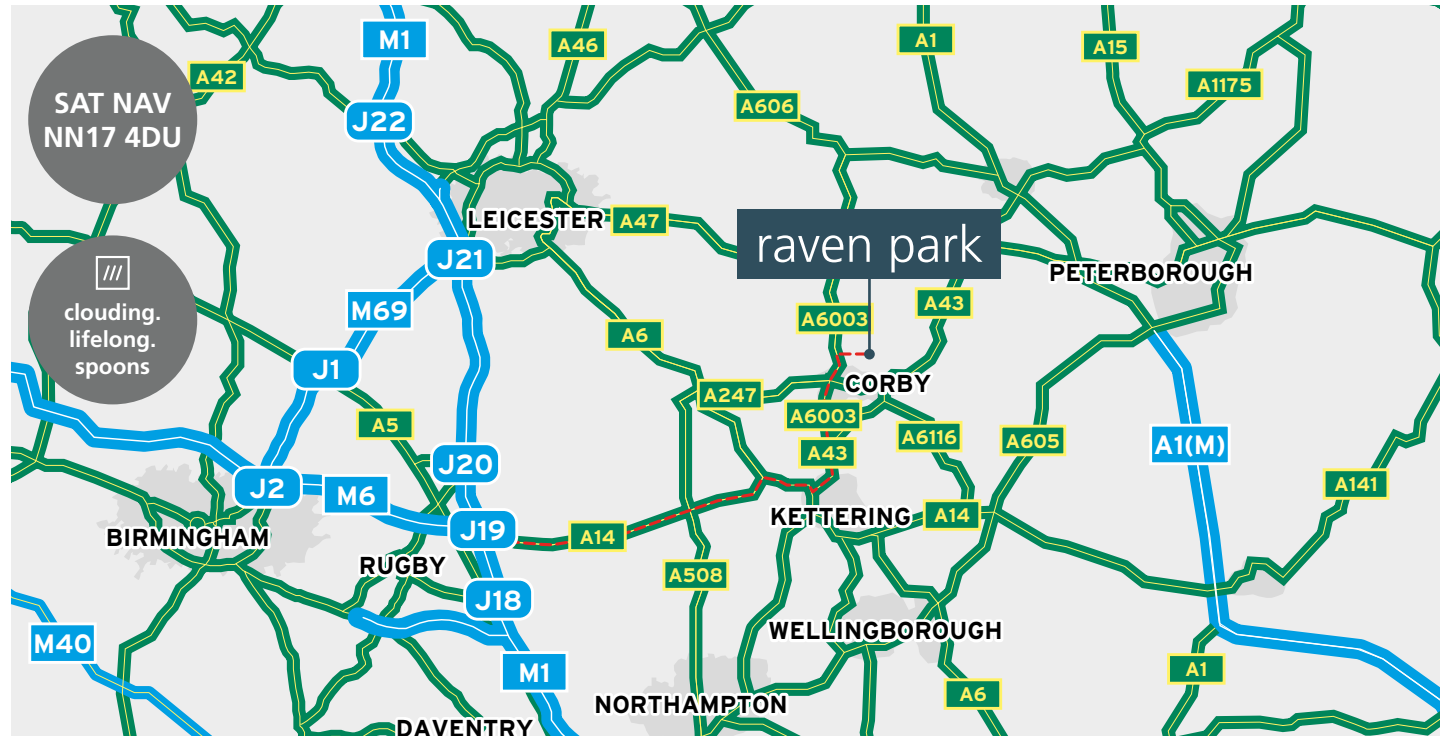 M1
A46
A1
A15
A42
A1175
SAT NAV
NN17 4DU
A606
J22
LEICESTER
A47
raven park
J21
PETERBOROUGH
///
clouding.
lifelong.
spoons
M69
A6003
A43
A6
J1
CORBY
A247
A5
A6003
A6116
A605
A1(M)
A43
J20
J2
M6
A141
KETTERING
A14
J19
A14
BIRMINGHAM
RUGBY
A508
J18
WELLINGBOROUGH
M40
M1
A1
A6
NORTHAMPTON
DAVENTRY